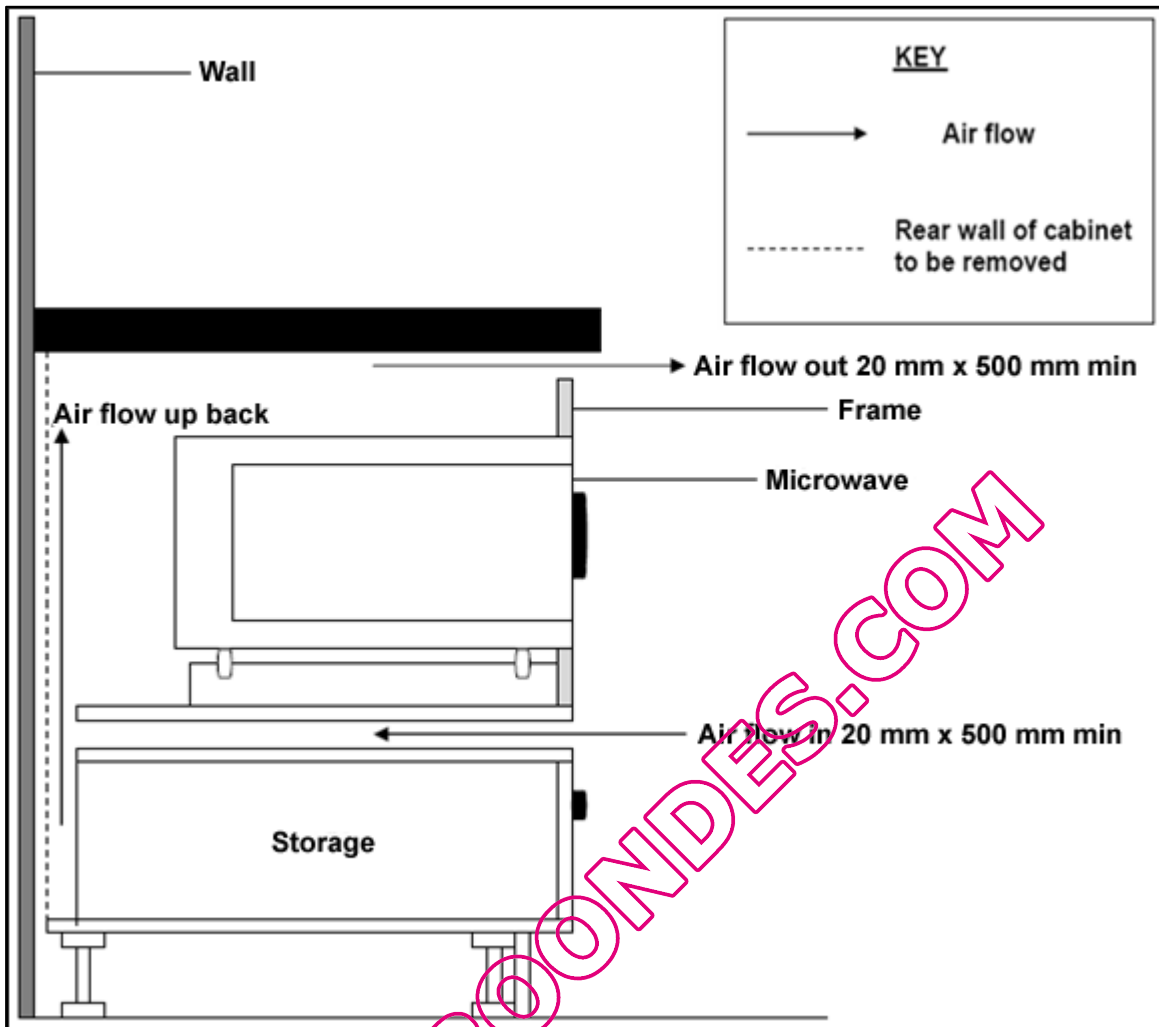 Wall
KEY
Air flow
Rear wall of cabinet
to be removed
Air flow out 20 mm x 500 mm min
Air flow up back
Frame
Microwave
Air flow in 20 mm x 500 mm min
Storage
OONDES.COM